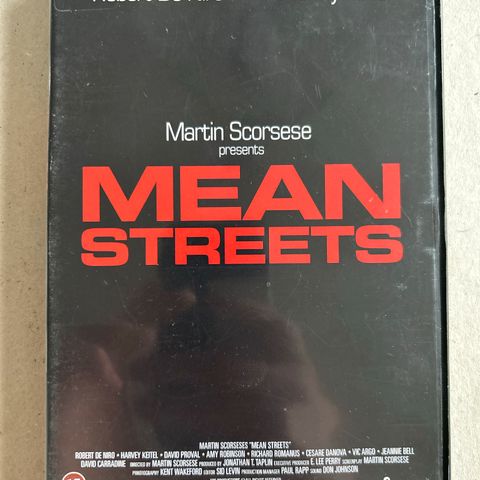 Martin Scorsese
presents
MEAN
STREETS
MARTIN SCORSESES "MEAN STREETS"
ROBERT DE NIRO • HARVEY KEITEL • DAVID PROVAL • AMY ROBINSON • RICHARD ROMANUS • CESARE DANOVA • VIC ARGO • JEANNIE BELL
DAVID CARRADINE DIRECTED BY MARTIN SCORSESE PRODUCED BY JONATHAN T. TAPLIN EXECUTIVE PRODUCER E. LEE PERRY SCREENPLAY MARTIN SCORSESE
PHOTOGRAPHY KENT WAKEFORD EDITOR SID LEVIN PRODUCTION MANAGER PAUL RAPP SOUND DON JOHNSON